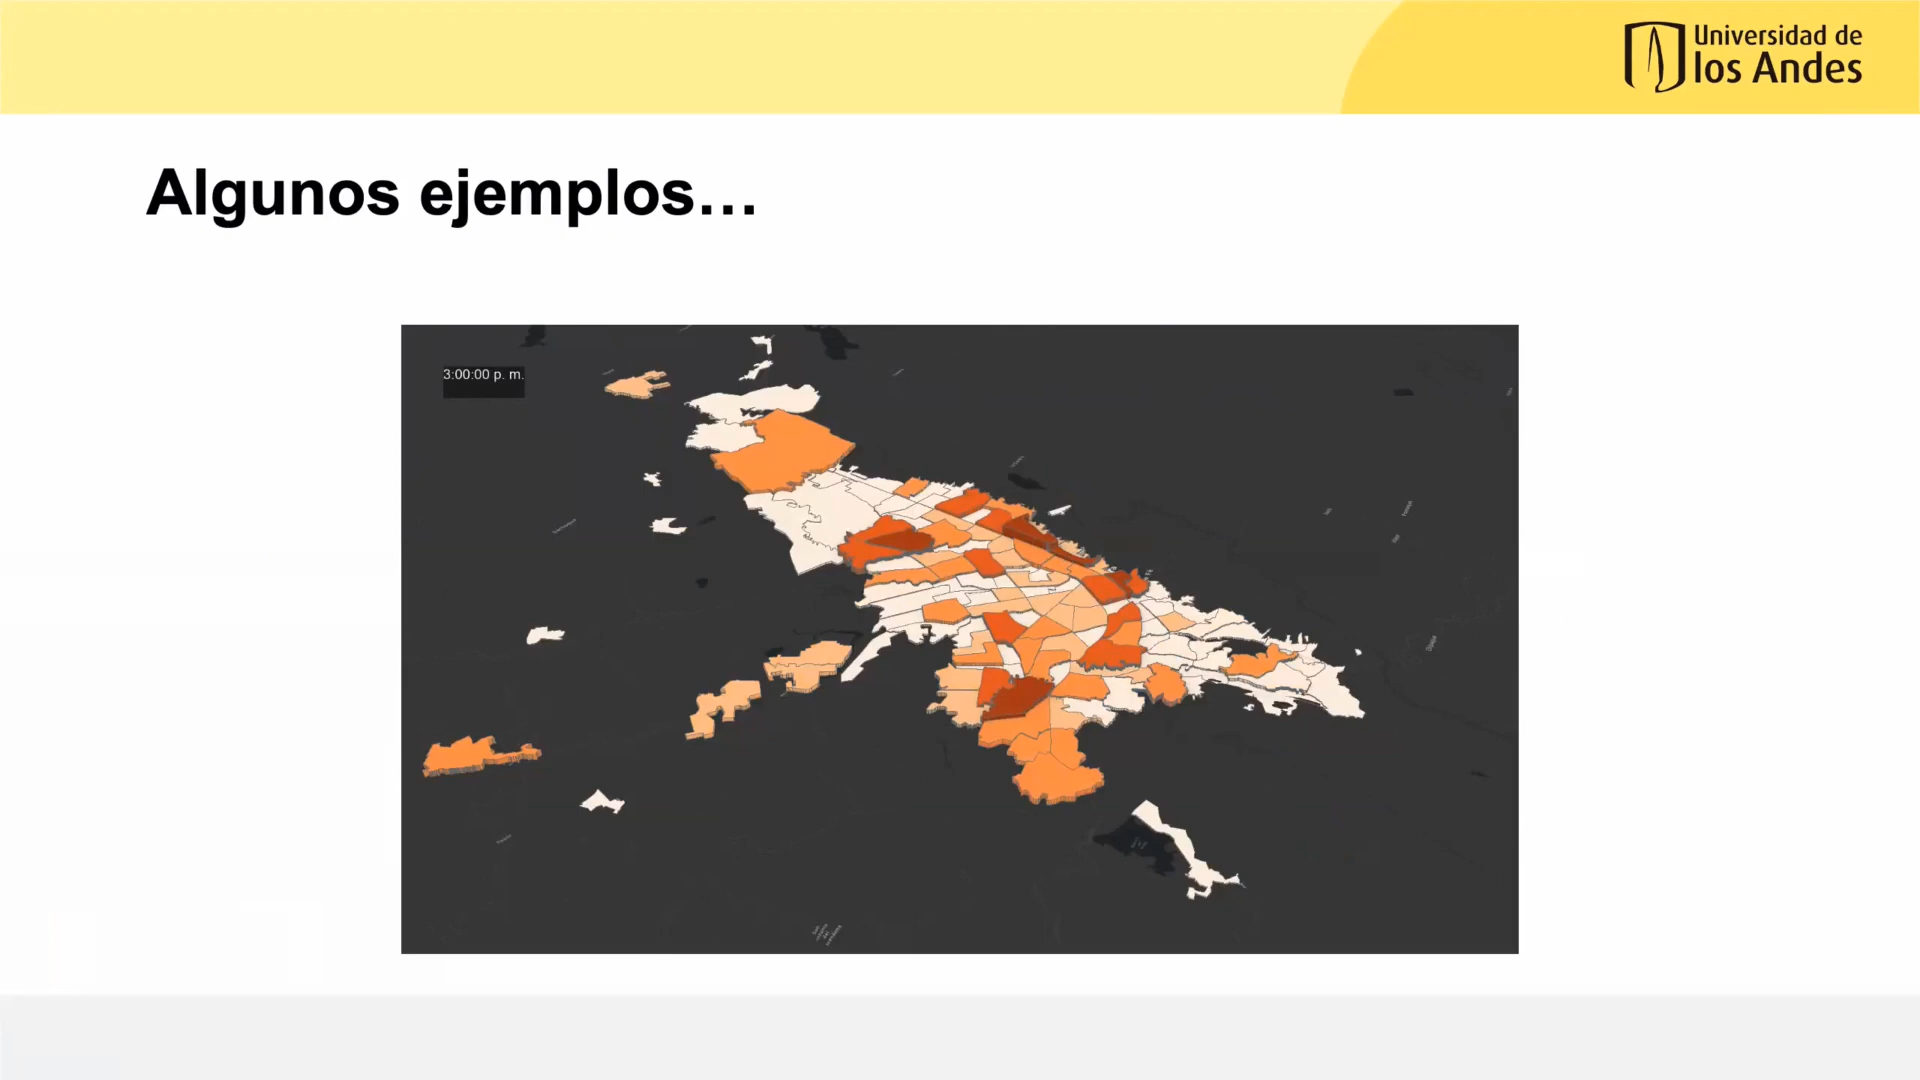 Universidad de
los Andes
Algunos ejemplos…
3:00:00 p. m.